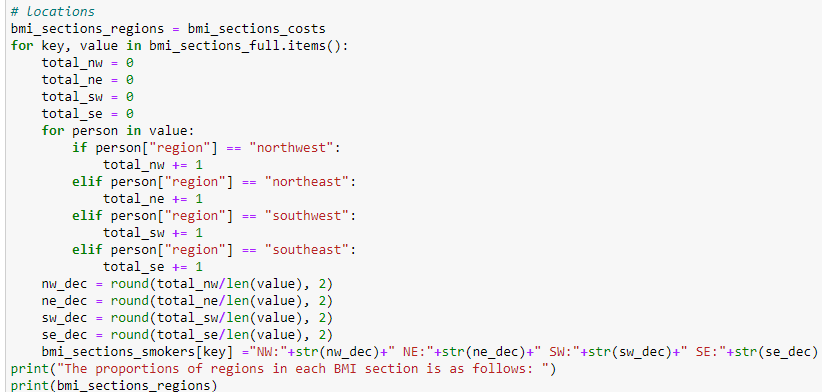 # locations
bmi_sections_regions = bmi_sections_costs
for key, value in bmi_sections_full.items():
    total_nw = 0
    total_ne = 0
    total_sw = 0
    total_se = 0
    for person in value:
        if person["region"] == "northwest":
            total_nw += 1
        elif person["region"] == "northeast":
            total_ne += 1
        elif person["region"] == "southwest":
            total_sw += 1
        elif person["region"] == "southeast":
            total_se += 1
    nw_dec = round(total_nw/len(value), 2)
    ne_dec = round(total_ne/len(value), 2)
    sw_dec = round(total_sw/len(value), 2)
    se_dec = round(total_se/len(value), 2)
    bmi_sections_smokers[key] ="NW:"+str(nw_dec)+" NE:"+str(ne_dec)+" SW:"+str(sw_dec)+" SE:"+str(se_dec)
print("The proportions of regions in each BMI section is as follows: ")
print(bmi_sections_regions)